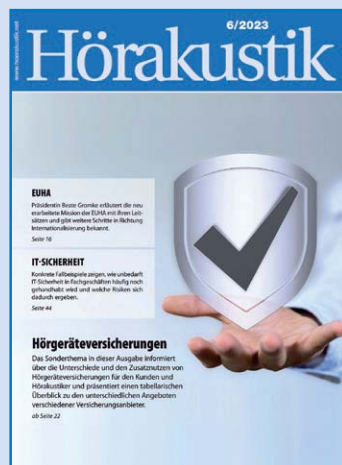 6/2023
www.hoerakustik.net
Hörakustik
EUHA
Präsidentin Beate Gromke erläutert die neu
erarbeitete Mission der EUHA mit ihren Leit-
sätzen und gibt weitere Schritte in Richtung
Internationalisierung bekannt.
Seite 16
IT-SICHERHEIT
Konkrete Fallbeispiele zeigen, wie unbedarft
IT-Sicherheit in Fachgeschäften häufig noch
gehandhabt wird und welche Risiken sich
dadurch ergeben.
Seite 44
Hörgeräteversicherungen
Das Sonderthema in dieser Ausgabe informiert
über die Unterschiede und den Zusatznutzen von
Hörgeräteversicherungen für den Kunden und
Hörakustiker und präsentiert einen tabellarischen
Überblick zu den unterschiedlichen Angeboten
verschiedener Versicherungsanbieter.
ab Seite 22